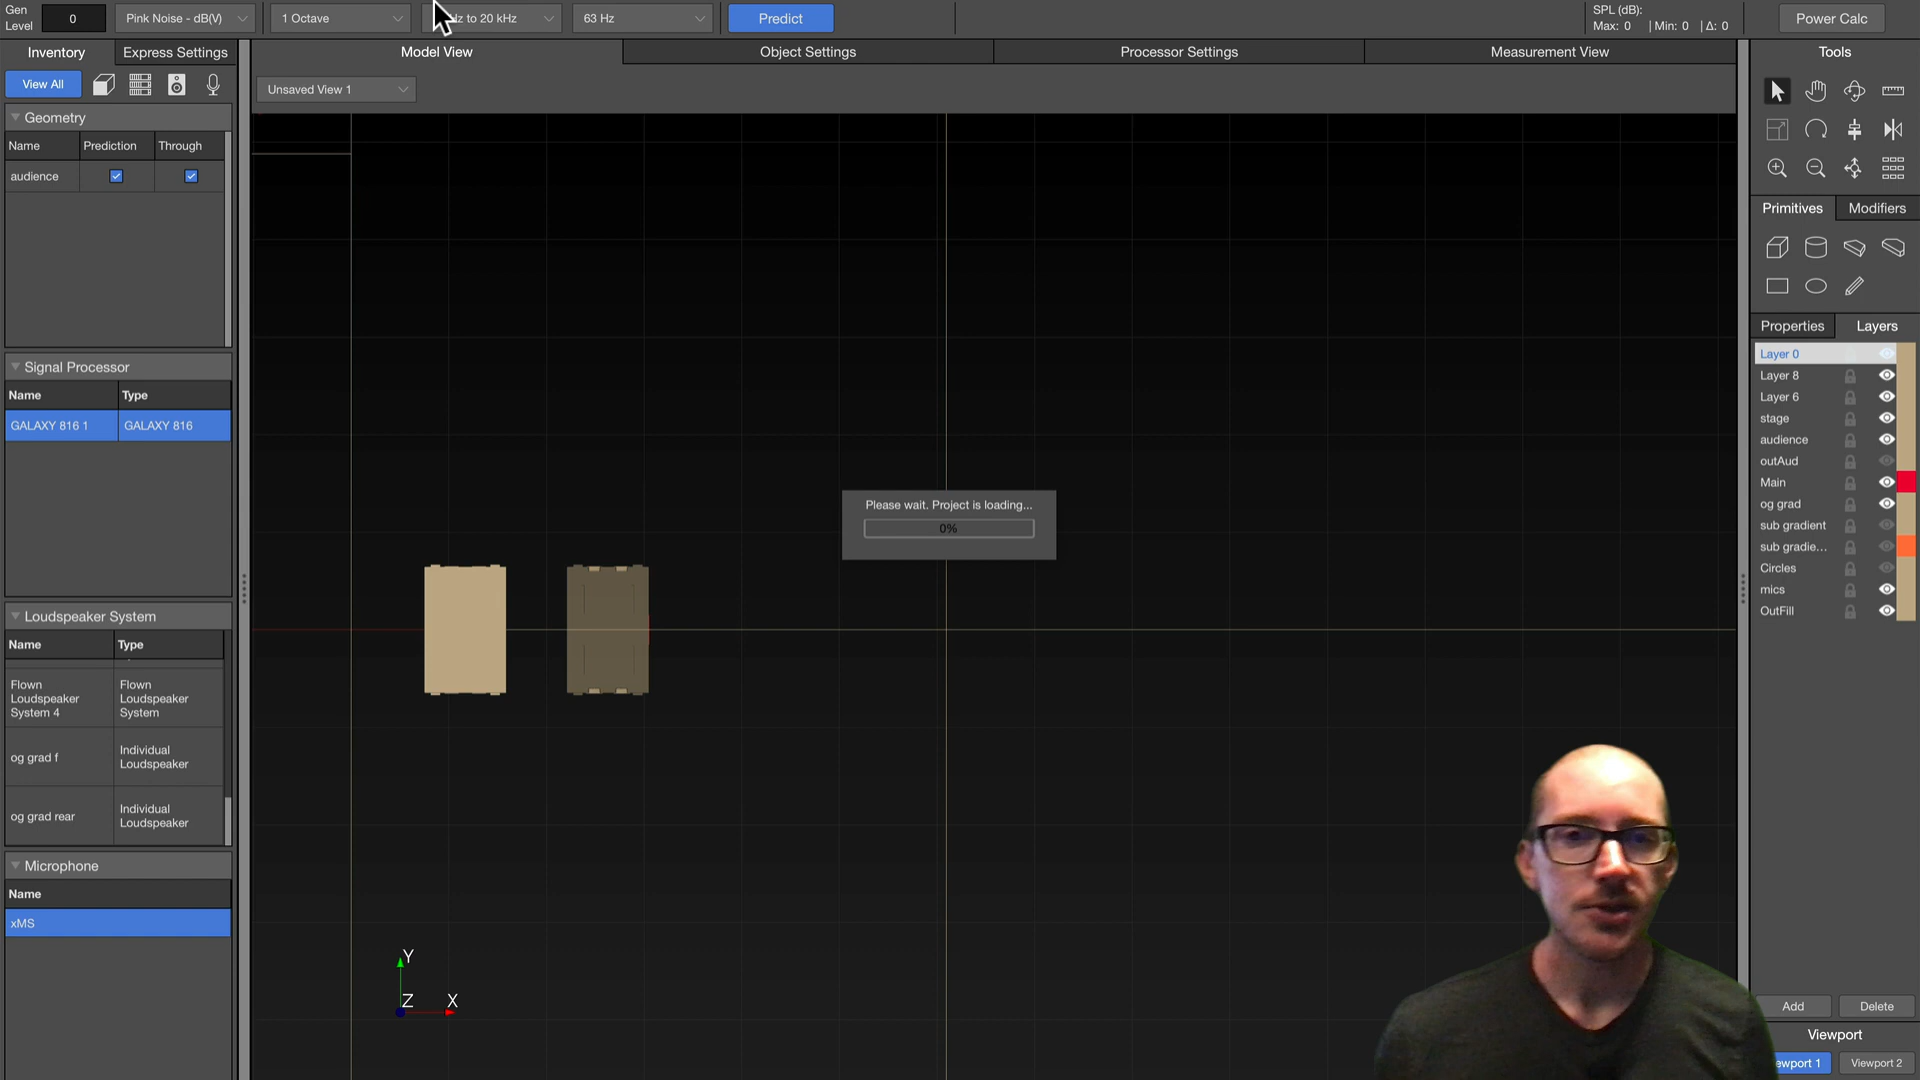 Gen
Level
0
Pink Noise - dB(V)
1 Octave
Hz to 20 kHz
63 Hz
Predict
SPL (dB):
Max: 0 | Min: 0 | Δ: 0
Power Calc
Inventory
Express Settings
Model View
Object Settings
Processor Settings
Measurement View
Tools
View All
Unsaved View 1
Geometry
Name
Prediction
Through
audience
Signal Processor
Name
Type
GALAXY 816 1
GALAXY 816
Loudspeaker System
Name
Type
Flown
Loudspeaker
System 4
Flown
Loudspeaker
System
og grad f
Individual
Loudspeaker
og grad rear
Individual
Loudspeaker
Microphone
Name
xMS
Please wait. Project is loading...
0%
Y
Z
X
Primitives
Modifiers
Properties
Layers
Layer 0
Layer 8
Layer 6
stage
audience
outAud
Main
og grad
sub gradient
sub gradie...
Circles
mics
OutFill
Add
Delete
Viewport
ewport 1
Viewport 2